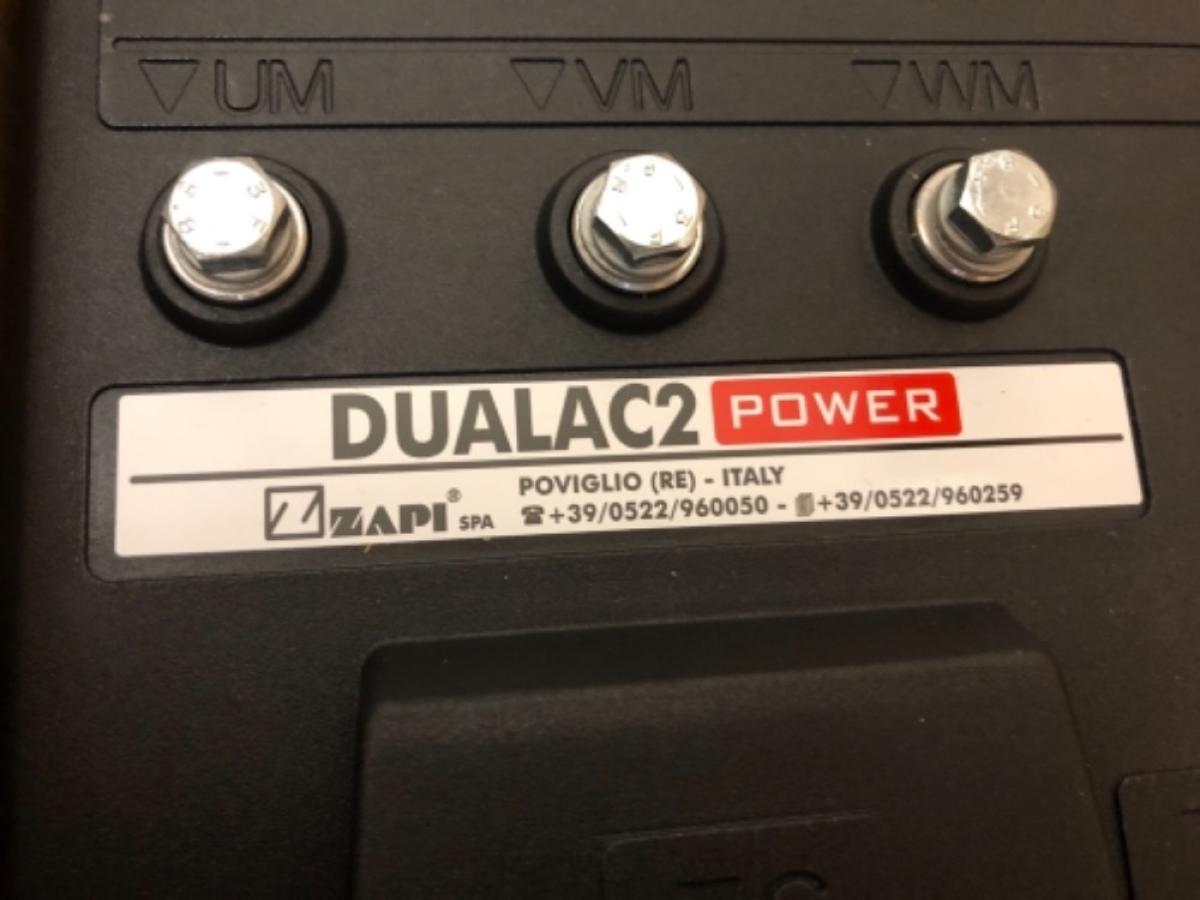 ▽UM ▽VM ▽WM
DUALAC2 POWER
POVIGLIO (RE) - ITALY
ZAPI® SPA ☎+39/0522/960050 - +39/0522/960259